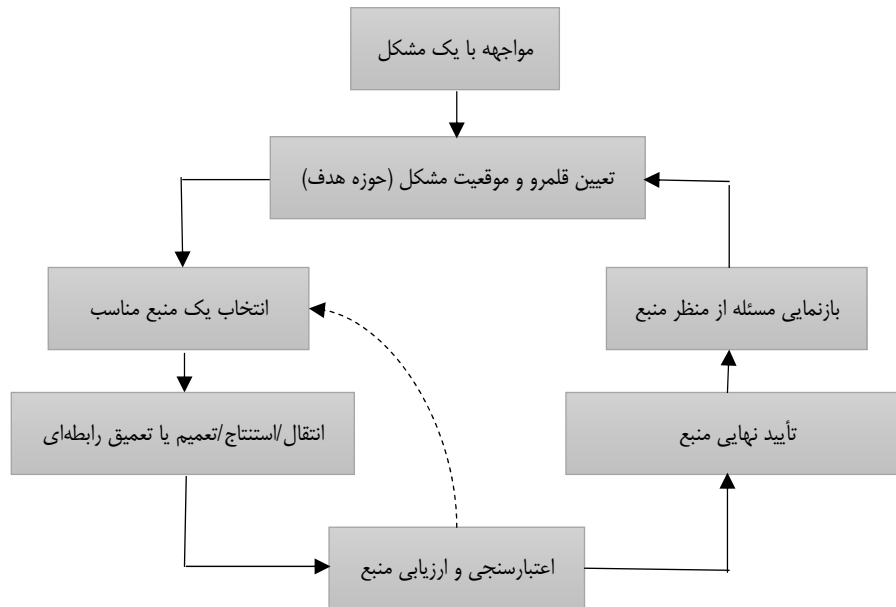 مواجهه با یک مشکل
تعیین قلمرو و موقعیت مشکل (حوزه هدف)
انتخاب یک منبع مناسب
بازنمایی مسئله از منظر منبع
انتقال/استنتاج/تعمیم یا تعمیق رابطه‌ای
تأیید نهایی منبع
اعتبارسنجی و ارزیابی منبع